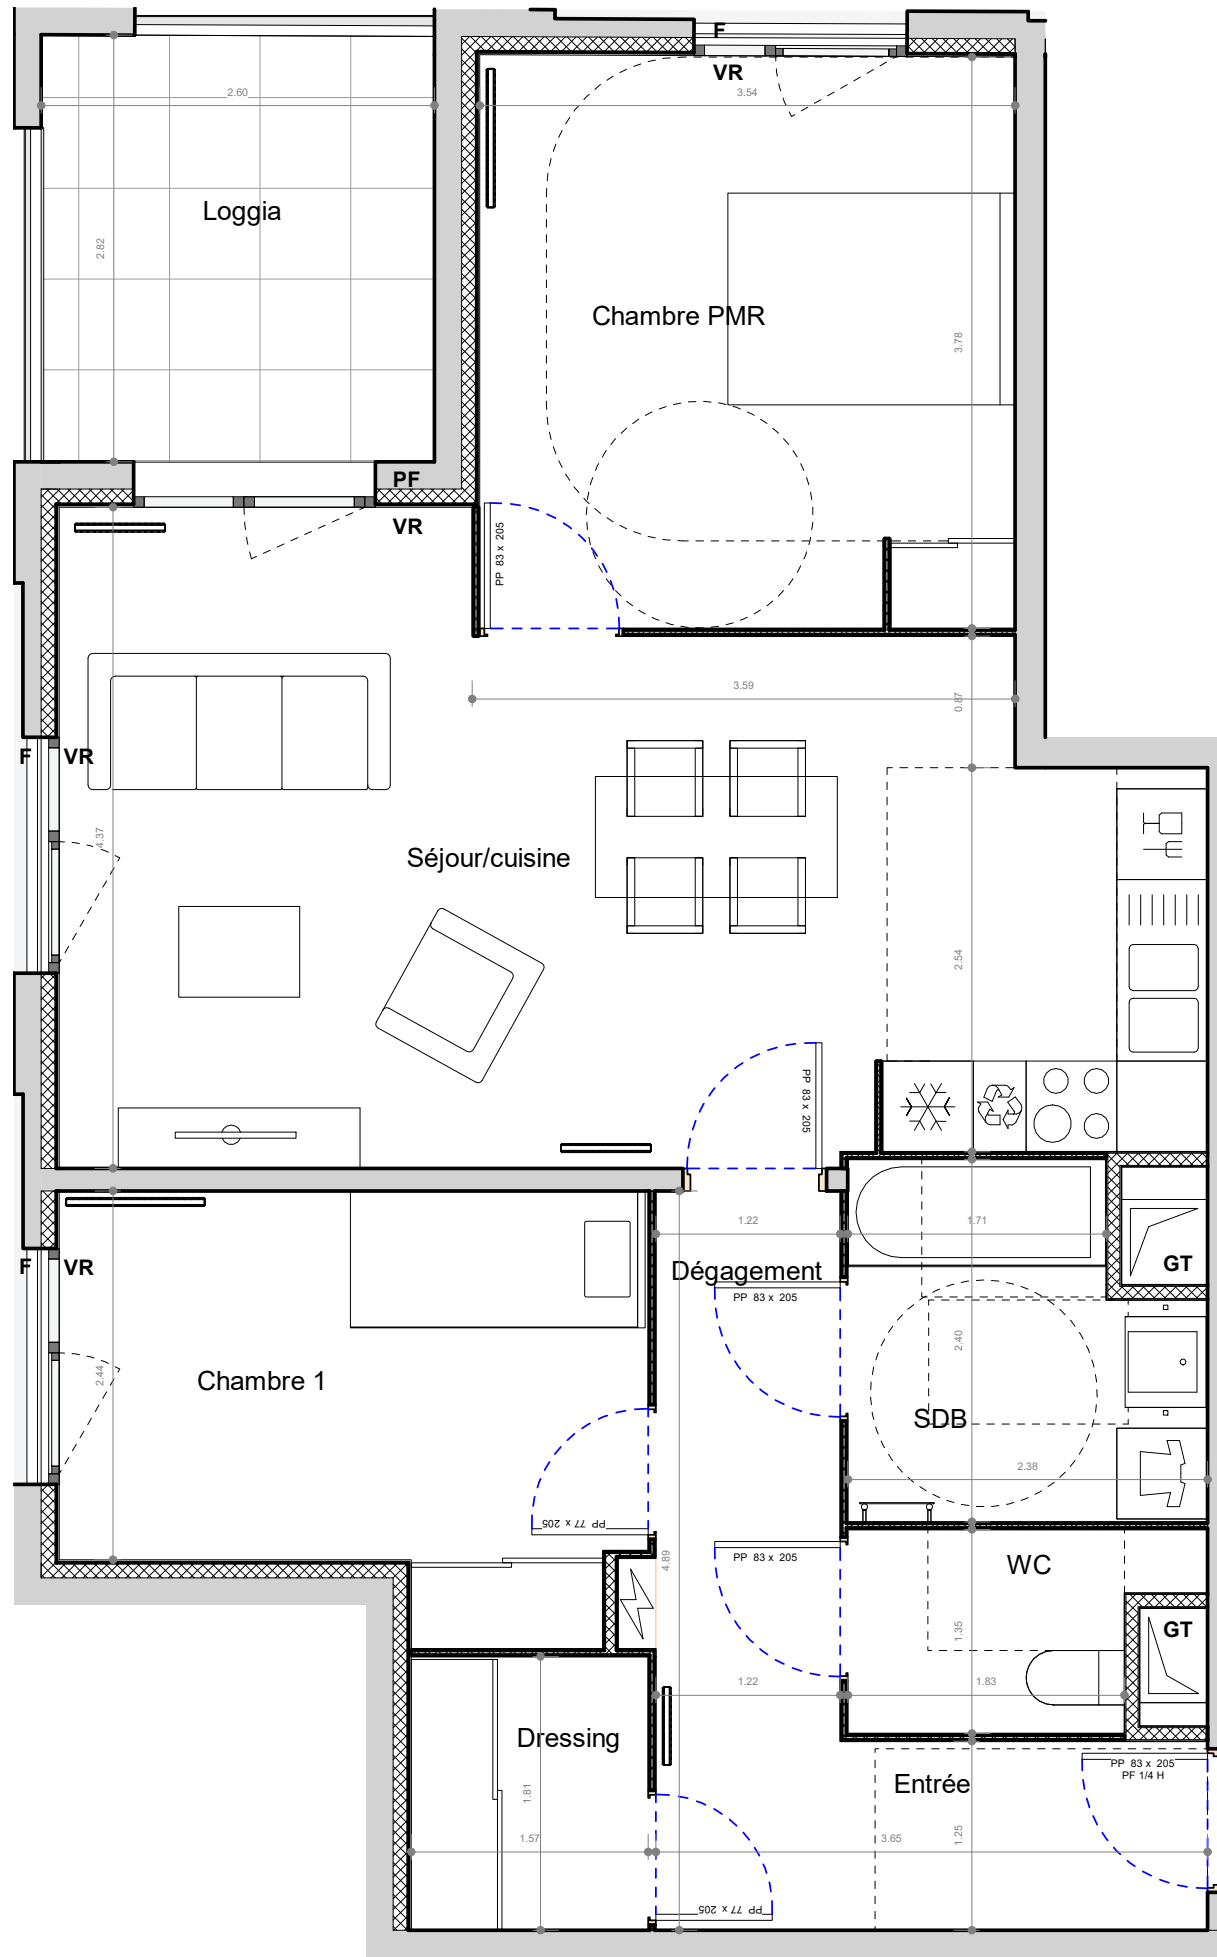 F
VR
2.60
3.54
Loggia
2.82
Chambre PMR
3.78
PF
VR
PP 83 x 205
3.59
0.87
F
VR
4.37
Séjour/cuisine
2.54
PP 83 x 205
1.22
1.71
F
VR
Dégagement
GT
PP 83 x 205
2.44
Chambre 1
2.40
SDB
2.38
PP 77 x 205
4.89
PP 83 x 205
WC
1.35
GT
1.22
1.83
Dressing
1.81
1.57
Entrée
PP 83 x 205
PF 1/4 H
3.65
1.25
PP 77 x 205